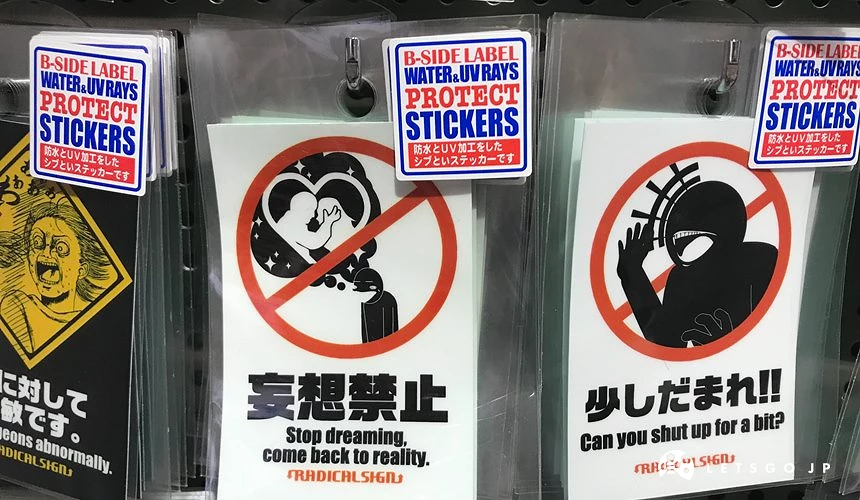 B-SIDE LABEL
WATER & UV RAYS
PROTECT
STICKERS
防水とUV加工をした
シブといステッカーです
わ
わぁぉぉ
に対して
敏です。
geons abnormally.
RADICALSIGN
B-SIDE LABEL
WATER & UV RAYS
PROTECT
STICKERS
防水とUV加工をした
シブといステッカーです
妄想禁止
Stop dreaming,
come back to reality.
RADICALSIGN
B-SIDE LABEL
WATER & UV RAYS
PROTECT
STICKERS
防水とUV加工をした
シブといステッカーです
少しだまれ!!
Can you shut up for a bit?
RADICALSIGN
LETSGO JP